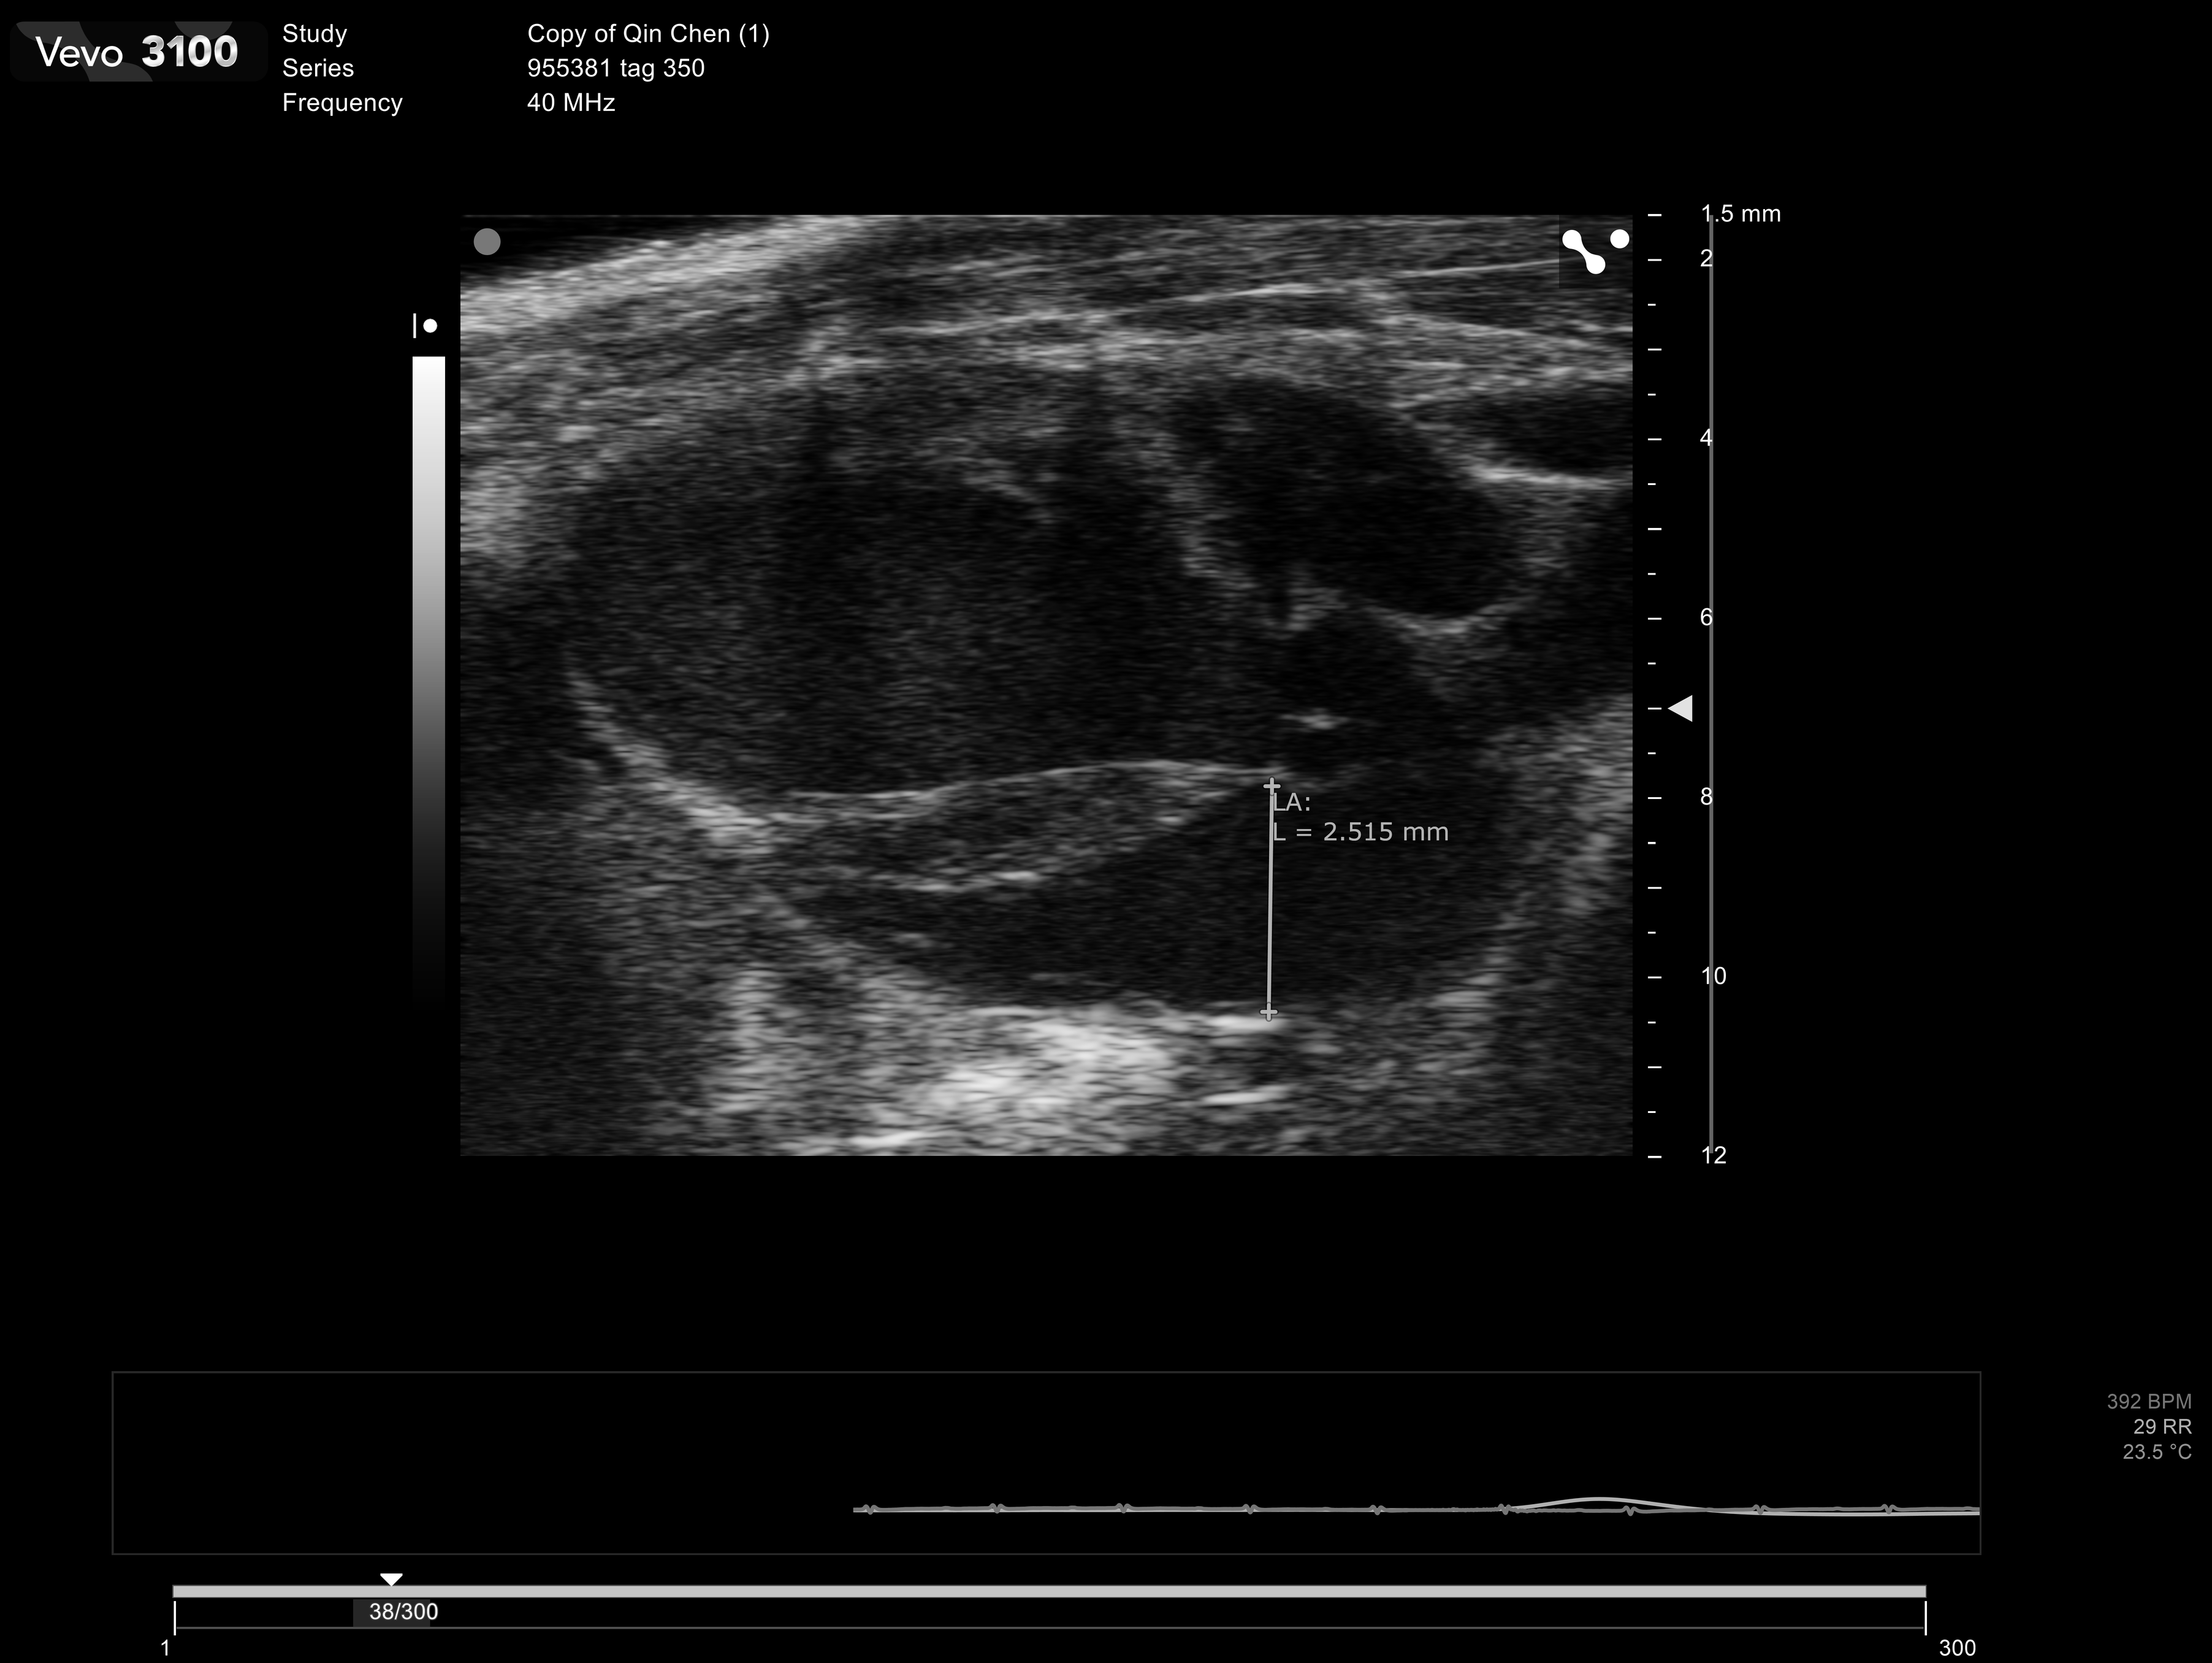 Vevo 3100
Study Copy of Qin Chen (1)
Series 955381 tag 350
Frequency 40 MHz
1.5 mm
2
4
6
8
10
12
LA:
L = 2.515 mm
392 BPM
29 RR
23.5 °C
38/300
1
300